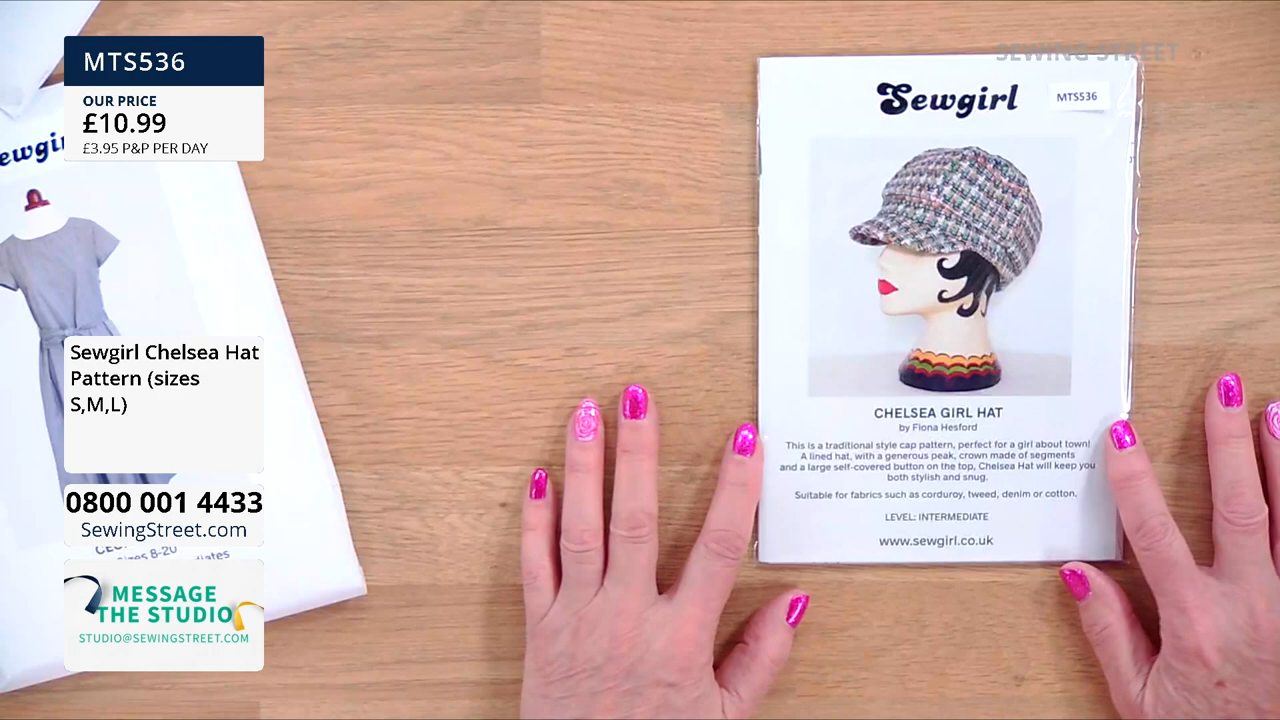 MTS536
OUR PRICE
£10.99
£3.95 P&P PER DAY
Sewgirl Chelsea Hat
Pattern (sizes
S,M,L)
0800 001 4433
SewingStreet.com
MESSAGE
THE STUDIO
STUDIO@SEWINGSTREET.COM
ewgi
sizes 8-20
SEWING STREET
Sewgirl
MTS536
CHELSEA GIRL HAT
by Fiona Hesford
This is a traditional style cap pattern, perfect for a girl about town!
A lined hat, with a generous peak, crown made of segments
and a large self-covered button on the top, Chelsea Hat will keep you
both stylish and snug.
Suitable for fabrics such as corduroy, tweed, denim or cotton.
LEVEL: INTERMEDIATE
www.sewgirl.co.uk